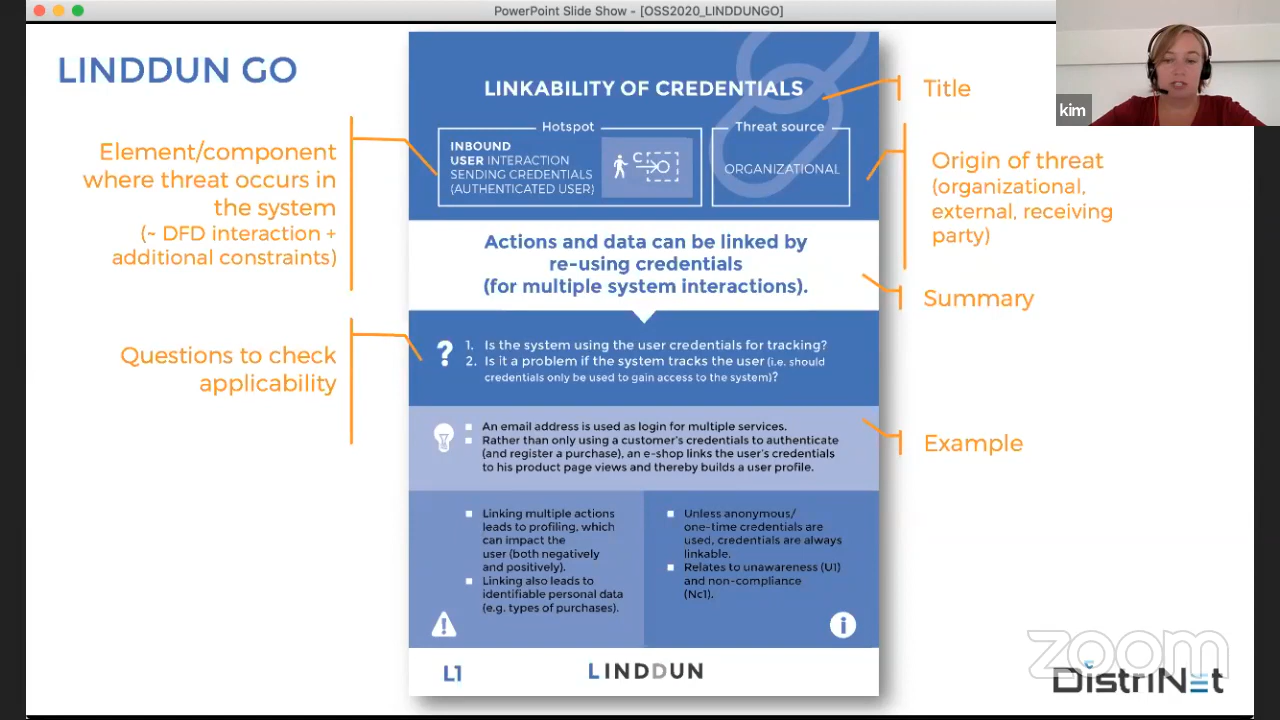 PowerPoint Slide Show - [OSS2020_LINDDUNGO]
kim
LINDDUN GO
Element/component
where threat occurs in
the system
(~ DFD interaction +
additional constraints)
Questions to check
applicability
LINKABILITY OF CREDENTIALS
Hotspot
INBOUND
USER INTERACTION
SENDING CREDENTIALS
(AUTHENTICATED USER)
C
Threat source
ORGANIZATIONAL
Actions and data can be linked by
re-using credentials
(for multiple system interactions).
?
1. Is the system using the user credentials for tracking?
2. Is it a problem if the system tracks the user (i.e. should
credentials only be used to gain access to the system)?
An email address is used as login for multiple services.
Rather than only using a customer's credentials to authenticate
(and register a purchase), an e-shop links the user's credentials
to his product page views and thereby builds a user profile.
Linking multiple actions
leads to profiling, which
can impact the
user (both negatively
and positively).
Linking also leads to
identifiable personal data
(e.g. types of purchases).
!
Unless anonymous/
one-time credentials are
used, credentials are always
linkable.
Relates to unawareness (U1)
and non-compliance
(Nc1).
i
L1
LINDDUN
Title
Origin of threat
(organizational,
external, receiving
party)
Summary
Example
zoom
DistriNet